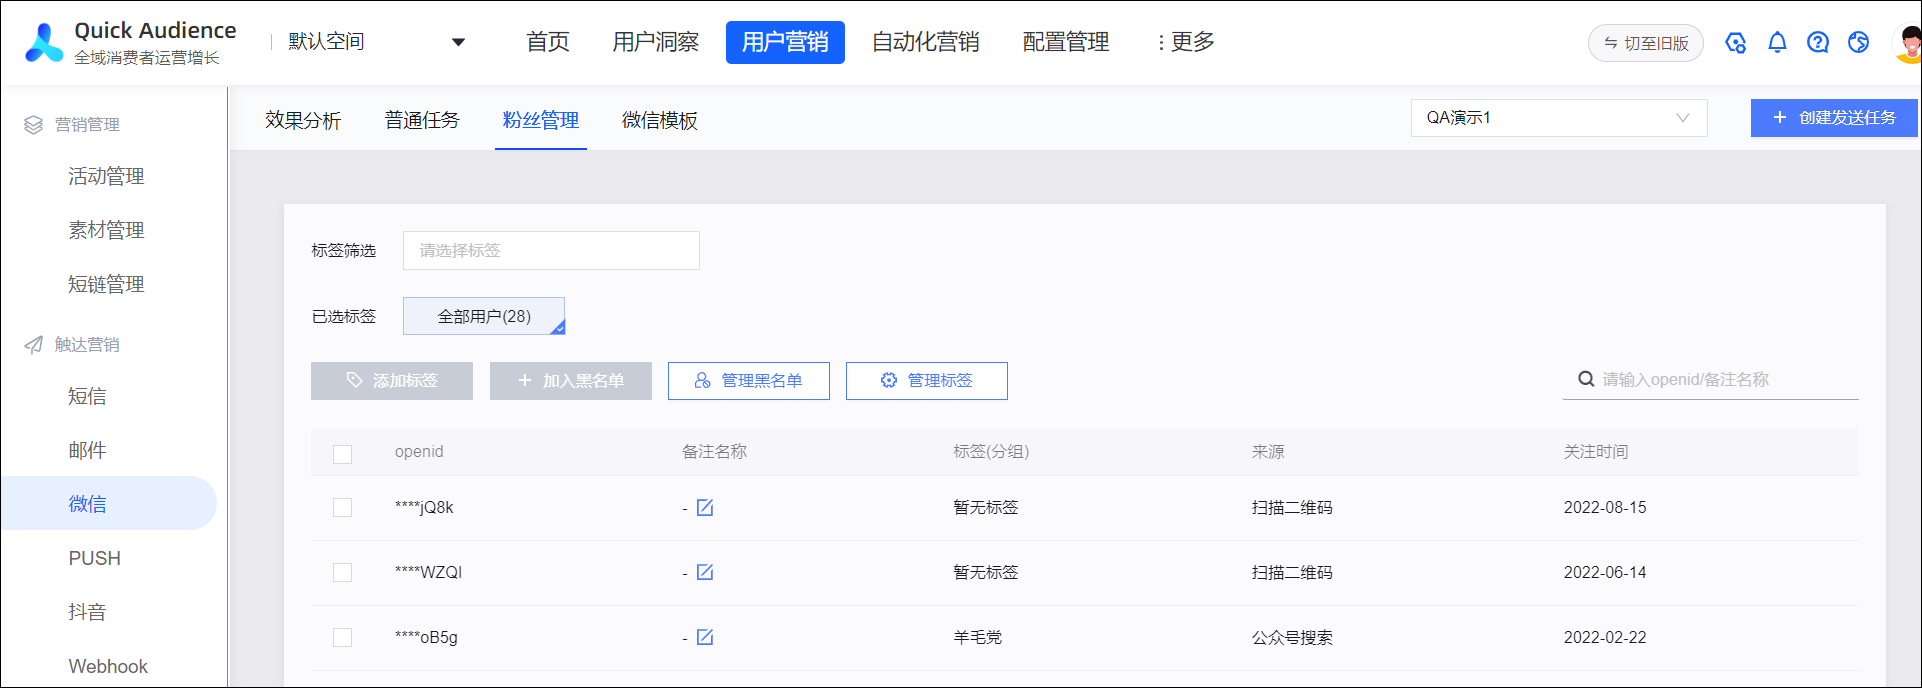 Quick Audience
全域消费者运营增长
默认空间
首页 用户洞察 用户营销 自动化营销 配置管理 更多
切至旧版
营销管理
活动管理
素材管理
短链管理
触达营销
短信
邮件
微信
PUSH
抖音
Webhook
效果分析 普通任务 粉丝管理 微信模板
QA演示1
创建发送任务
标签筛选 请选择标签
已选标签 全部用户(28)
添加标签 加入黑名单 管理黑名单 管理标签
请输入openid/备注名称
openid 备注名称 标签(分组) 来源 关注时间
****jQ8k - 暂无标签 扫描二维码 2022-08-15
****WZQI - 暂无标签 扫描二维码 2022-06-14
****oB5g - 羊毛党 公众号搜索 2022-02-22